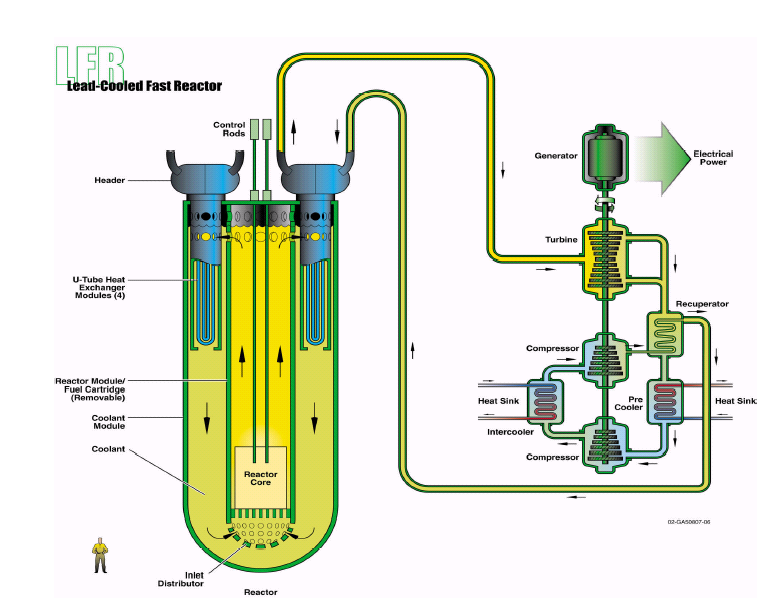 LFR
Lead-Cooled Fast Reactor
Control
Rods
Header
U-Tube Heat
Exchanger
Modules (4)
Reactor Module/
Fuel Cartridge
(Removable)
Coolant
Module
Coolant
Reactor
Core
Inlet
Distributor
Reactor
Generator
Electrical
Power
Turbine
Recuperator
Compressor
Heat Sink
Pre
Cooler
Heat Sink
Intercooler
Compressor
02-GA50807-06